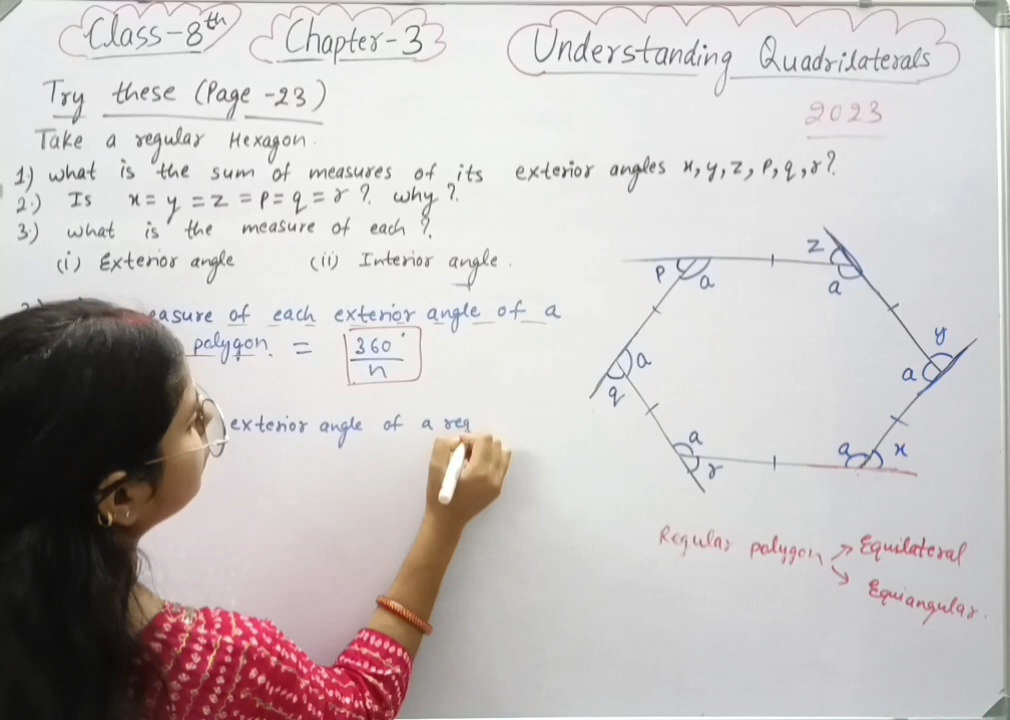 Class-8th Chapter-3 Understanding Quadrilaterals
Try these (Page -23)
2023
Take a regular Hexagon.
1) what is the sum of measures of its exterior angles x, y, z, p, q, r?
2.) Is x = y = z = p = q = r ? why ?
3.) what is the measure of each ?
(i) Exterior angle (ii) Interior angle.
easure of each exterior angle of a
polygon = 360°
n
exterior angle of a reg
z
p a
a
y
a
a
q
a
a x
r
Regular polygon → Equilateral
→ Equiangular.